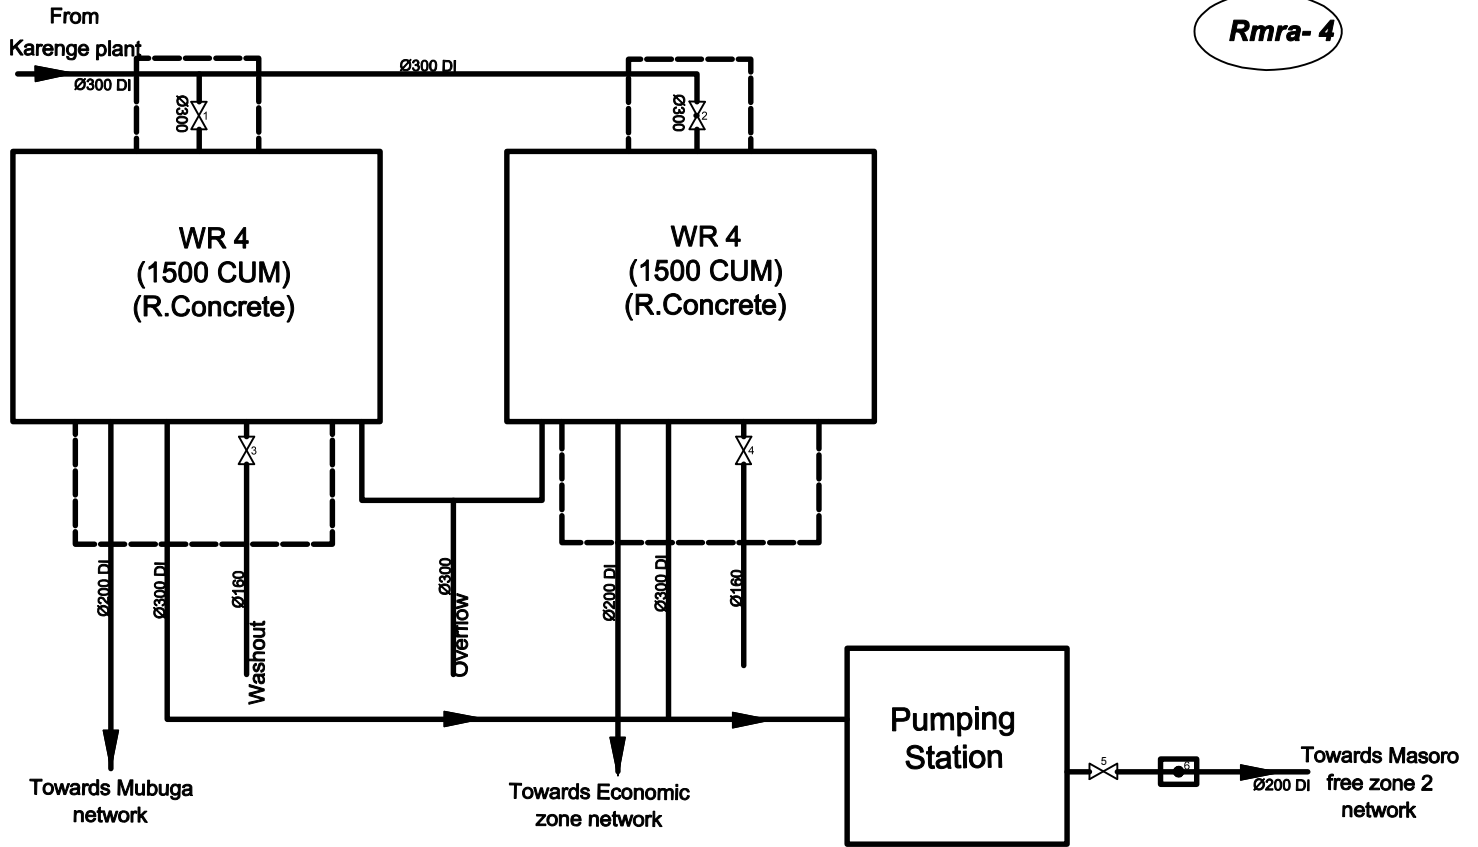 From
Karenge plant
Rmra- 4
Ø300 DI
Ø300 DI
Ø300
1
Ø300
2
WR 4
(1500 CUM)
(R.Concrete)
WR 4
(1500 CUM)
(R.Concrete)
3
4
Ø200 DI
Ø300 DI
Ø160
Washout
Ø300
Overflow
Ø200 DI
Ø300 DI
Ø160
Pumping
Station
5
6
Ø200 DI
Towards Masoro
free zone 2
network
Towards Mubuga
network
Towards Economic
zone network